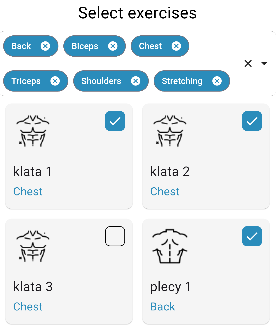 Select exercises
Back Biceps Chest
Triceps Shoulders Stretching
klata 1 klata 2
Chest Chest
klata 3 plecy 1
Chest Back